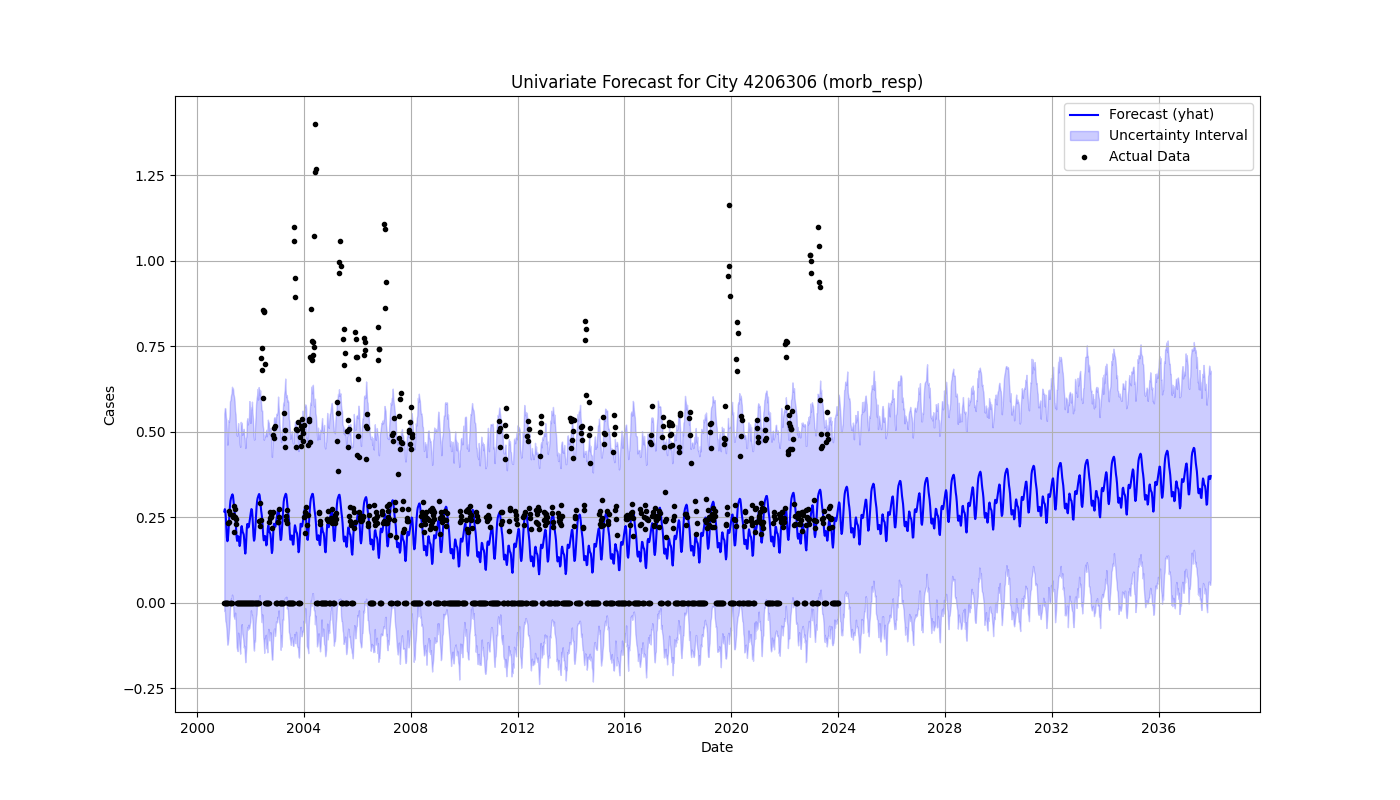 Univariate Forecast for City 4206306 (morb_resp)
Forecast (yhat)
Uncertainty Interval
Actual Data
Cases
1.25
1.00
0.75
0.50
0.25
0.00
−0.25
2000 2004 2008 2012 2016 2020 2024 2028 2032 2036
Date